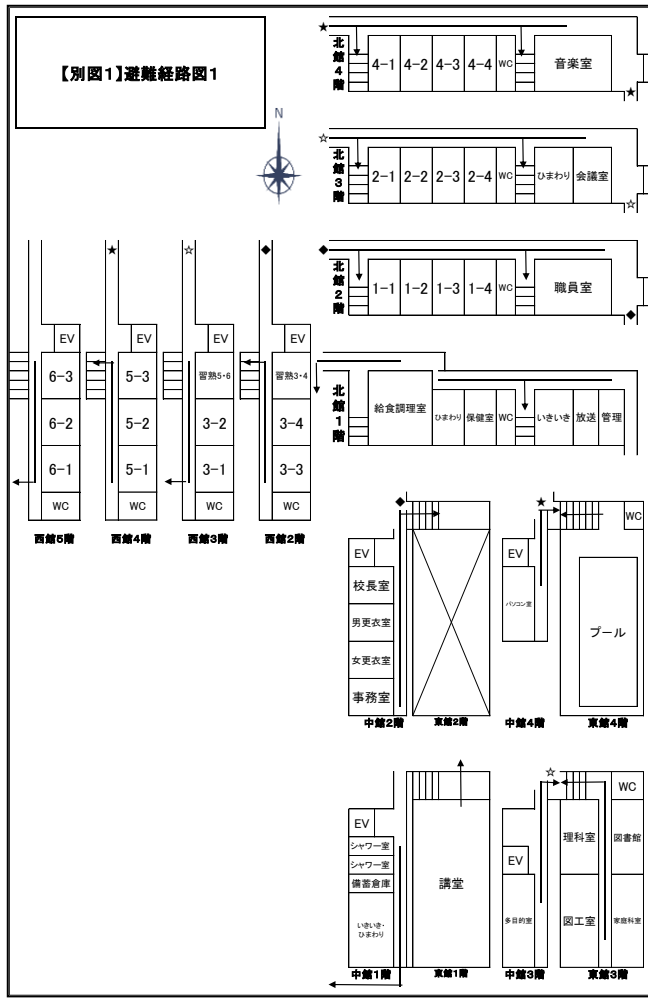 【別図1】避難経路図1
N
★
北館4階
4-1 4-2 4-3 4-4 WC 音楽室
★
☆
北館3階
2-1 2-2 2-3 2-4 WC ひまわり 会議室
☆
◆
北館2階
1-1 1-2 1-3 1-4 WC 職員室
◆
北館1階
給食調理室 ひまわり 保健室 WC いきいき 放送 管理
EV
6-3
6-2
6-1
WC
西館5階
★
EV
5-3
5-2
5-1
WC
西館4階
☆
EV
習熟5・6
3-2
3-1
WC
西館3階
◆
EV
習熟3・4
3-4
3-3
WC
西館2階
◆
EV
校長室
男更衣室
女更衣室
事務室
中館2階
東館2階
★
EV
パソコン室
中館4階
WC
プール
東館4階
EV
シャワー室
シャワー室
備蓄倉庫
いきいき・
ひまわり
中館1階
講堂
東館1階
☆
EV
多目的室
中館3階
WC
理科室 図書館
図工室 家庭科室
東館3階